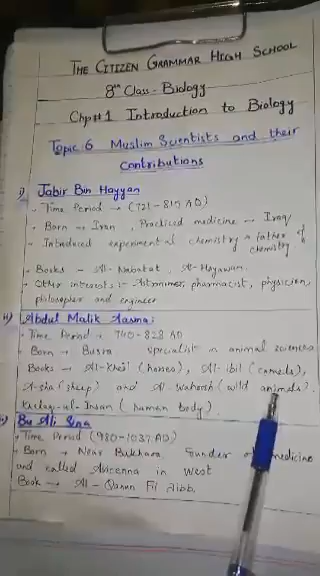 THE CITIZEN GRAMMAR HIGH SCHOOL
8th Class - Biology
Chp#1 Introduction to Biology
Topic 6 Muslim Scientists and their
contributions
i) Jabir Bin Hayyan
- Time Period → (721-817 AD)
- Born → Iran, Practiced medicine → Iraq
- Introduced experimental chemistry & father of
chemistry
- Books → Al-Nabatat, Al-Hayawan
- Other interests :- Astronomer, pharmacist, physician,
philosopher and engineer
ii) Abdul Malik Asmai:
- Time Period → 740-828 AD
- Born → Busra specialist in animal sciences
Books → Al-Khail (horses), Al-ibil (camels),
A-sha (sheep) and Al-Wahoosh (wild animals).
-ul-Insan (human body).
Bu Ali Sina
- Time Period (980-1037 AD)
- Born → Near Bukhara, Founder of medicine
and called Avicenna in West
Book → Al-Qanun Fil Tibb.